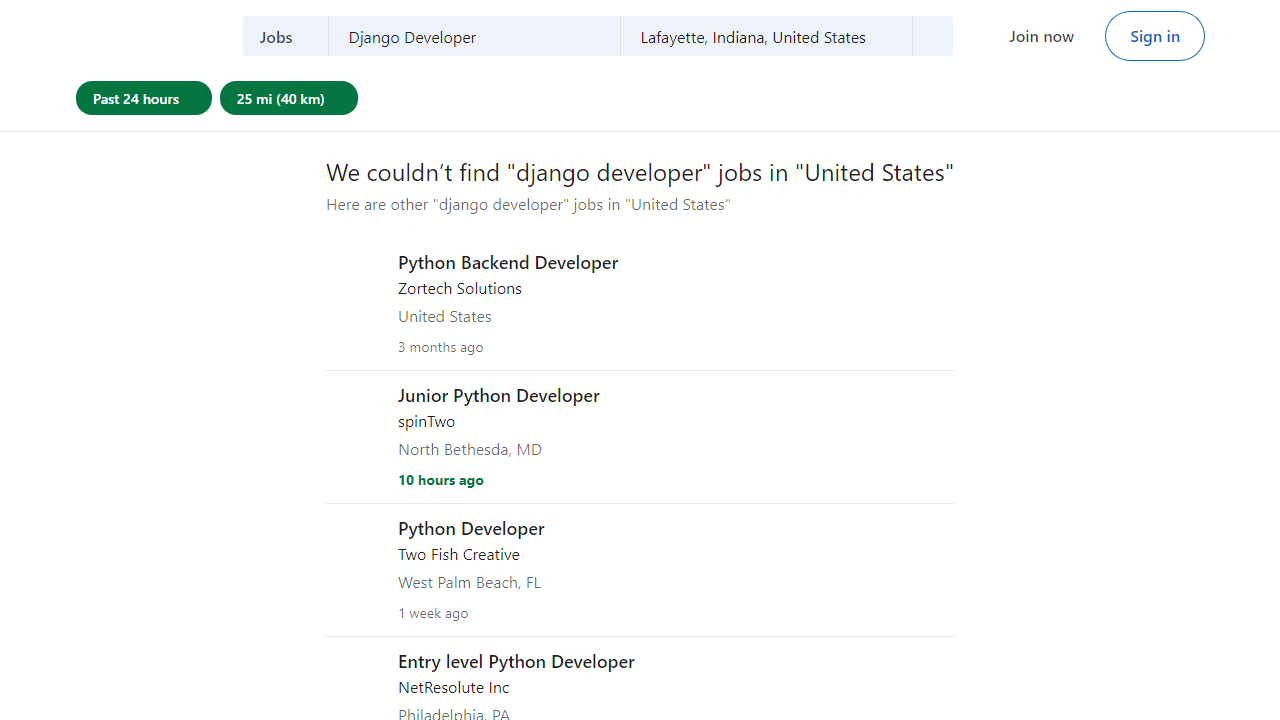 Jobs Django Developer Lafayette, Indiana, United States Join now Sign in
Past 24 hours 25 mi (40 km)
We couldn’t find "django developer" jobs in "United States"
Here are other "django developer" jobs in "United States"
Python Backend Developer
Zortech Solutions
United States
3 months ago
Junior Python Developer
spinTwo
North Bethesda, MD
10 hours ago
Python Developer
Two Fish Creative
West Palm Beach, FL
1 week ago
Entry level Python Developer
NetResolute Inc
Philadelphia, PA